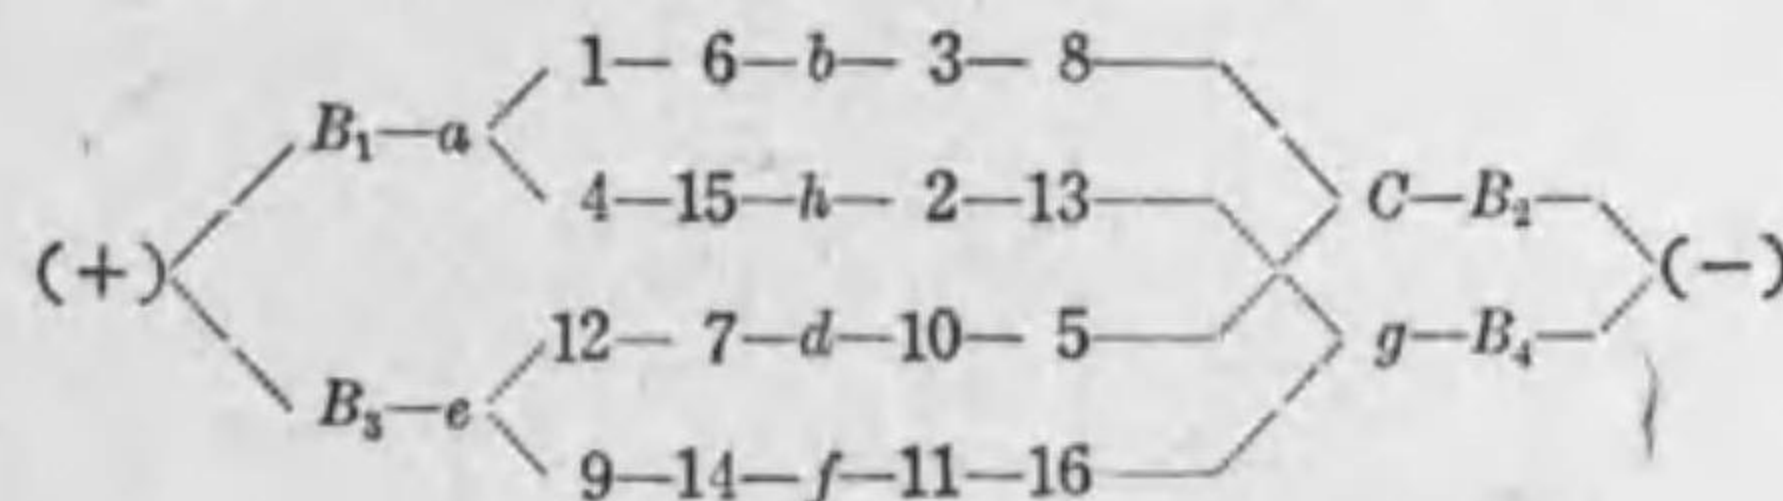 1— 6—b— 3— 8
B₁—a
4—15—h— 2—13
C—B₂
(+)
(−)
12— 7—d—10— 5
g—B₄
B₃—e
9—14—f—11—16